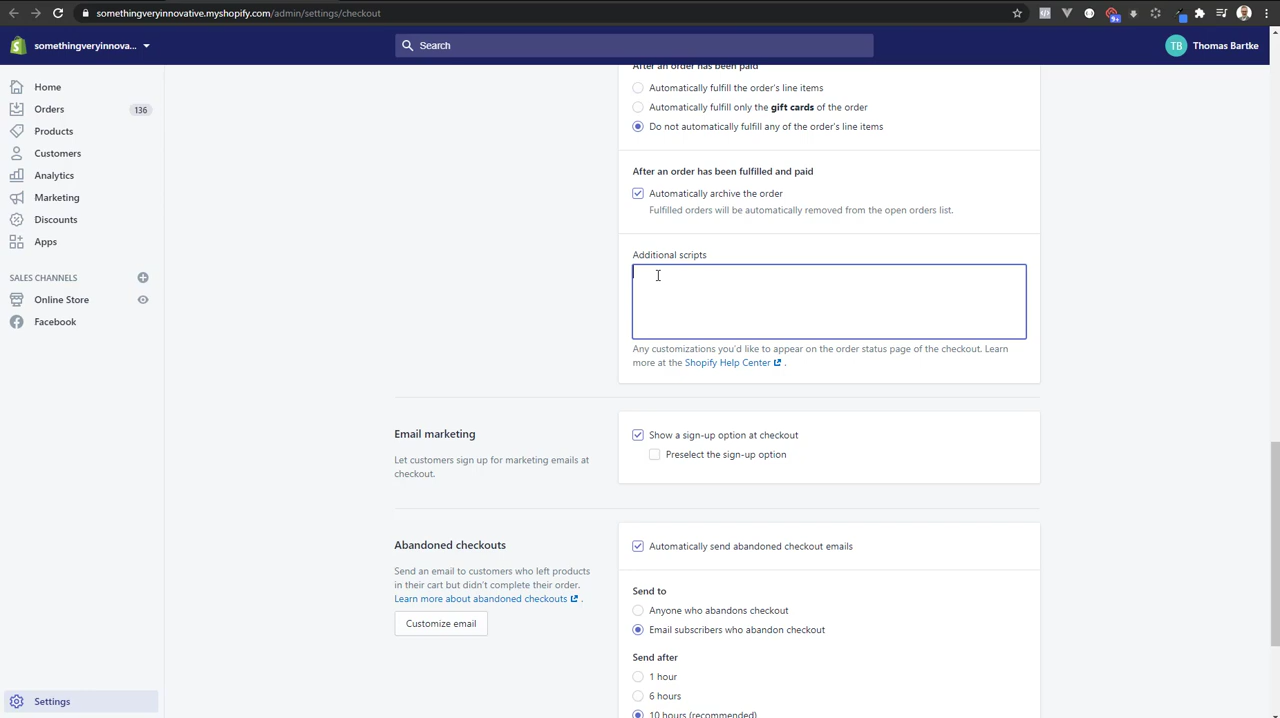 somethingveryinnovative.myshopify.com/admin/settings/checkout
9+
somethingveryinnova...
Search
TB
Thomas Bartke
Home
Orders
136
Products
Customers
Analytics
Marketing
Discounts
Apps
SALES CHANNELS
Online Store
Facebook
Settings
After an order has been paid
Automatically fulfill the order's line items
Automatically fulfill only the gift cards of the order
Do not automatically fulfill any of the order's line items
After an order has been fulfilled and paid
Automatically archive the order
Fulfilled orders will be automatically removed from the open orders list.
Additional scripts
Any customizations you'd like to appear on the order status page of the checkout. Learn
more at the Shopify Help Center .
Email marketing
Let customers sign up for marketing emails at
checkout.
Show a sign-up option at checkout
Preselect the sign-up option
Abandoned checkouts
Send an email to customers who left products
in their cart but didn't complete their order.
Learn more about abandoned checkouts .
Customize email
Automatically send abandoned checkout emails
Send to
Anyone who abandons checkout
Email subscribers who abandon checkout
Send after
1 hour
6 hours
10 hours (recommended)